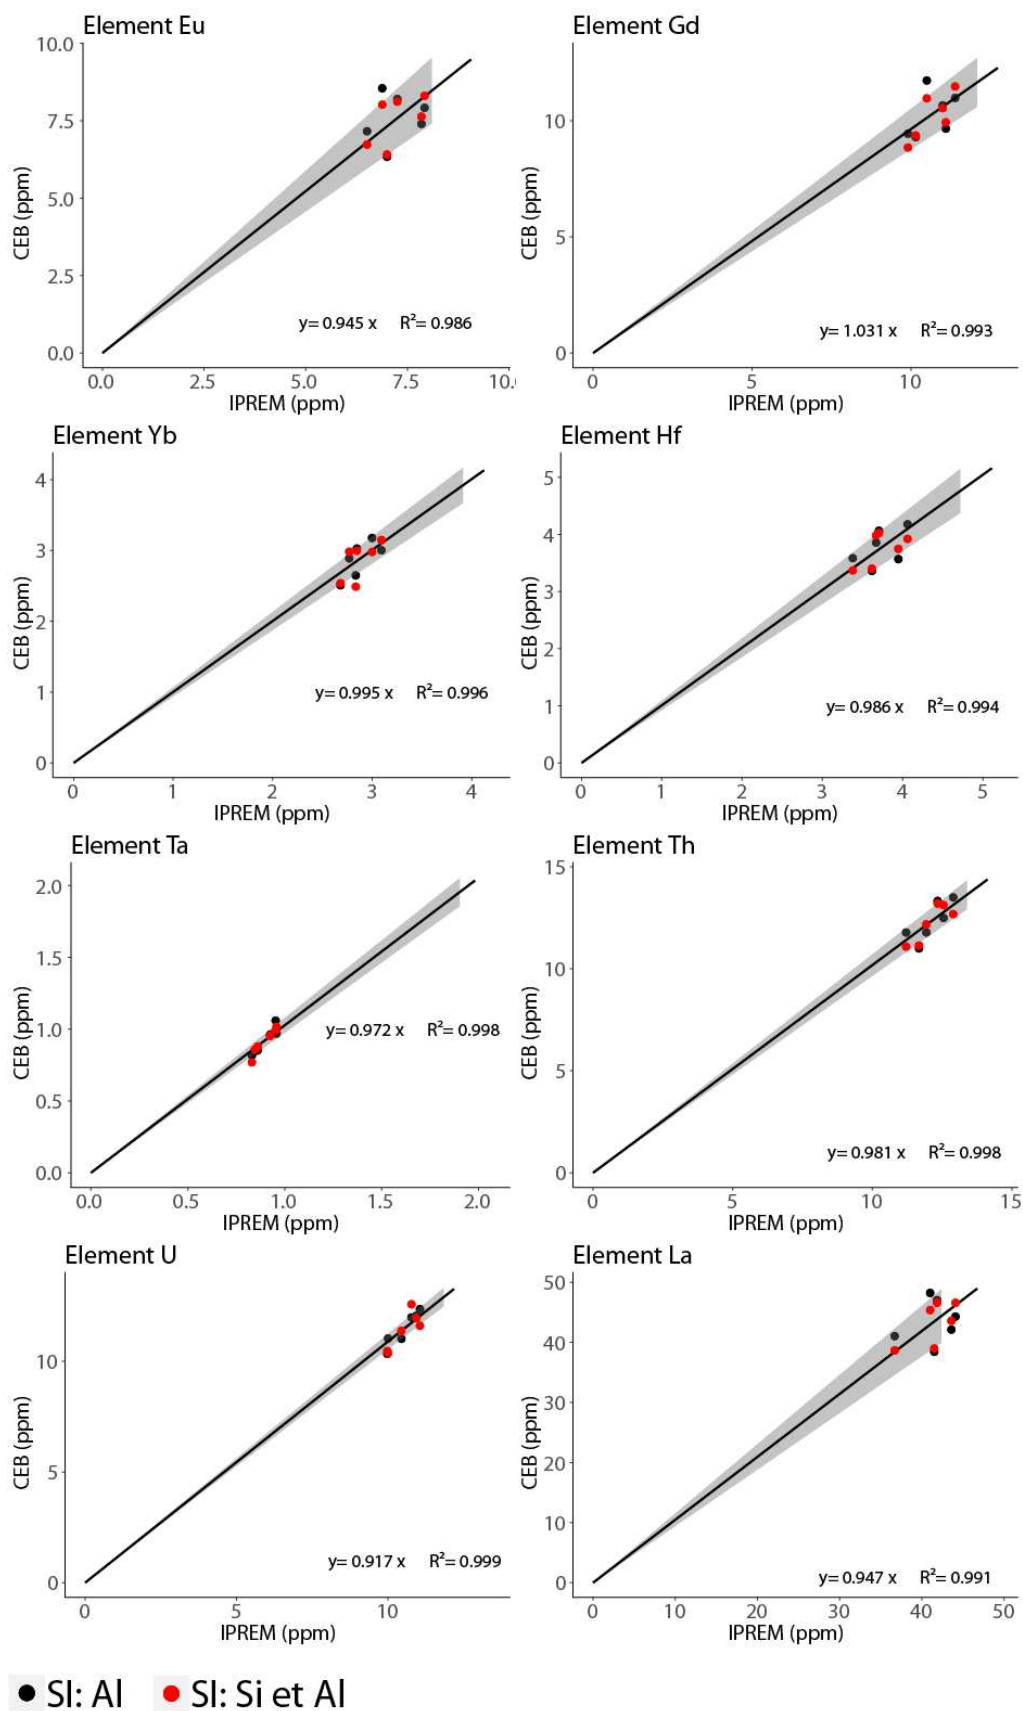 Element Eu
10.0
7.5
5.0
2.5
0.0
CEB (ppm)
y= 0.945 x R²= 0.986
0.0 2.5 5.0 7.5 10.
IPREM (ppm)
Element Gd
10
5
0
CEB (ppm)
y= 1.031 x R²= 0.993
0 5 10
IPREM (ppm)
Element Yb
4
3
2
1
0
CEB (ppm)
y= 0.995 x R²= 0.996
0 1 2 3 4
IPREM (ppm)
Element Hf
5
4
3
2
1
0
CEB (ppm)
y= 0.986 x R²= 0.994
0 1 2 3 4 5
IPREM (ppm)
Element Ta
2.0
1.5
1.0
0.5
0.0
CEB (ppm)
y= 0.972 x R²= 0.998
0.0 0.5 1.0 1.5 2.0
IPREM (ppm)
Element Th
15
10
5
0
CEB (ppm)
y= 0.981 x R²= 0.998
0 5 10 15
IPREM (ppm)
Element U
10
5
0
CEB (ppm)
y= 0.917 x R²= 0.999
0 5 10
IPREM (ppm)
Element La
50
40
30
20
10
0
CEB (ppm)
y= 0.947 x R²= 0.991
0 10 20 30 40 50
IPREM (ppm)
SI: Al SI: Si et Al